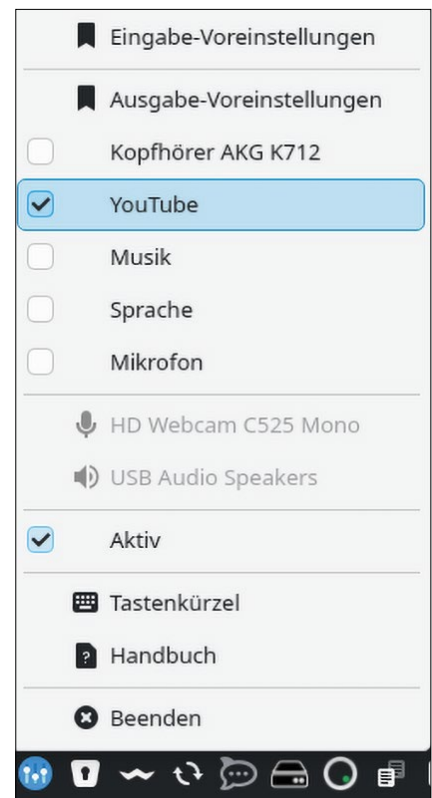 Eingabe-Voreinstellungen
Ausgabe-Voreinstellungen
Kopfhörer AKG K712
YouTube
Musik
Sprache
Mikrofon
HD Webcam C525 Mono
USB Audio Speakers
Aktiv
Tastenkürzel
Handbuch
Beenden